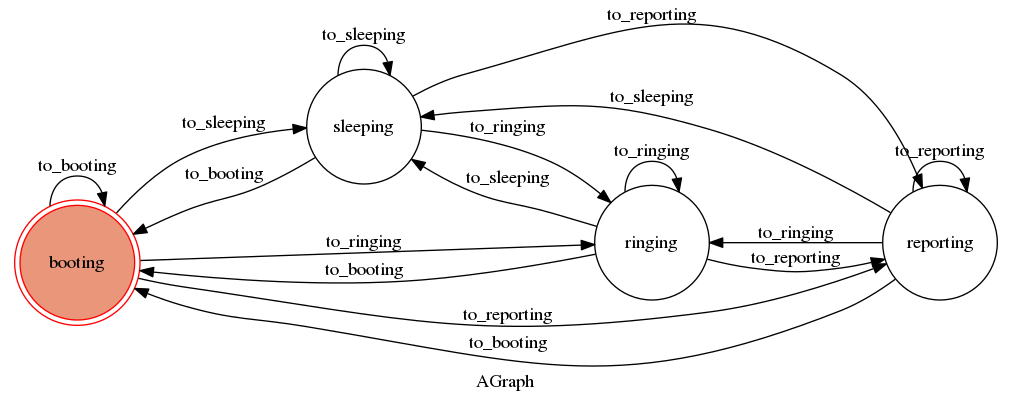 to_reporting
to_sleeping
to_sleeping
to_sleeping
to_ringing
sleeping
to_ringing
to_reporting
to_booting
to_booting
to_sleeping
to_ringing
to_ringing
ringing
reporting
to_reporting
booting
to_booting
to_reporting
to_booting
AGraph